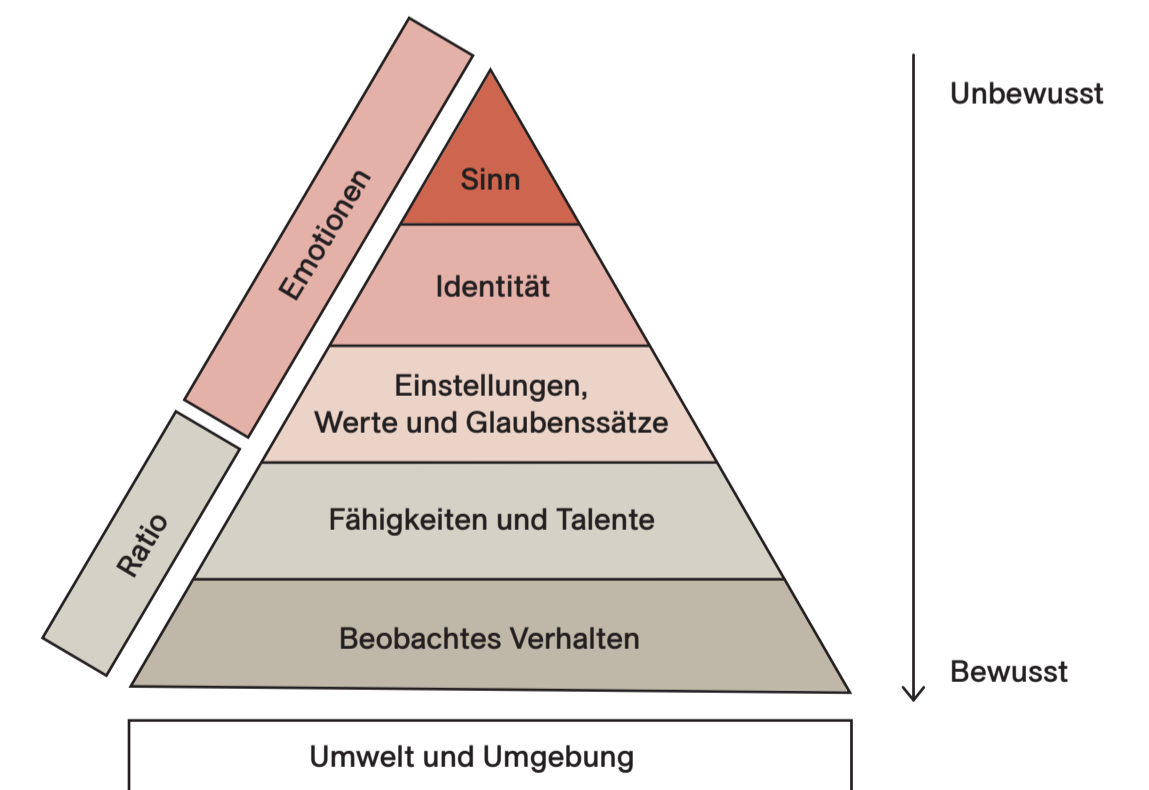 Unbewusst
Sinn
Emotionen
Identität
Einstellungen,
Werte und Glaubenssätze
Fähigkeiten und Talente
Ratio
Beobachtes Verhalten
Bewusst
Umwelt und Umgebung